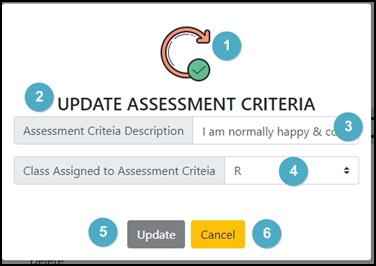 1
2
UPDATE ASSESSMENT CRITERIA
Assessment Criteia Description I am normally happy & co 3
Class Assigned to Assessment Criteia R 4
5 Update Cancel 6
Delete